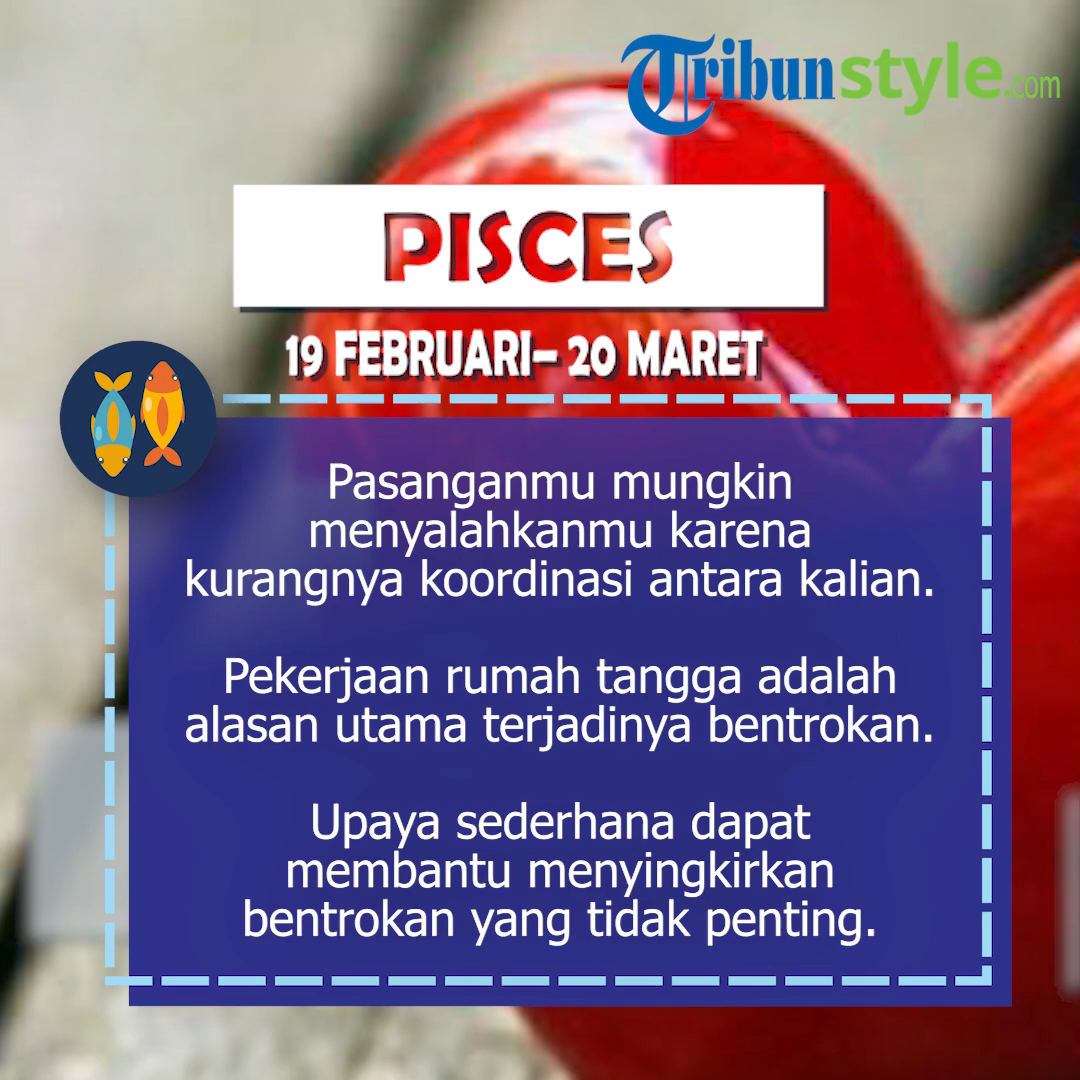 Tribunstyle.com
PISCES
19 FEBRUARI– 20 MARET
Pasanganmu mungkin
menyalahkanmu karena
kurangnya koordinasi antara kalian.
Pekerjaan rumah tangga adalah
alasan utama terjadinya bentrokan.
Upaya sederhana dapat
membantu menyingkirkan
bentrokan yang tidak penting.